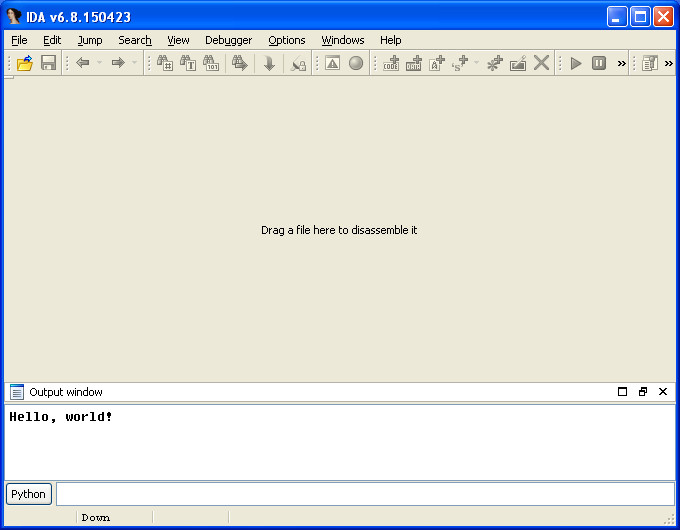 IDA v6.8.150423
File Edit Jump Search View Debugger Options Windows Help
Drag a file here to disassemble it
Output window
Hello, world!
Python
Down